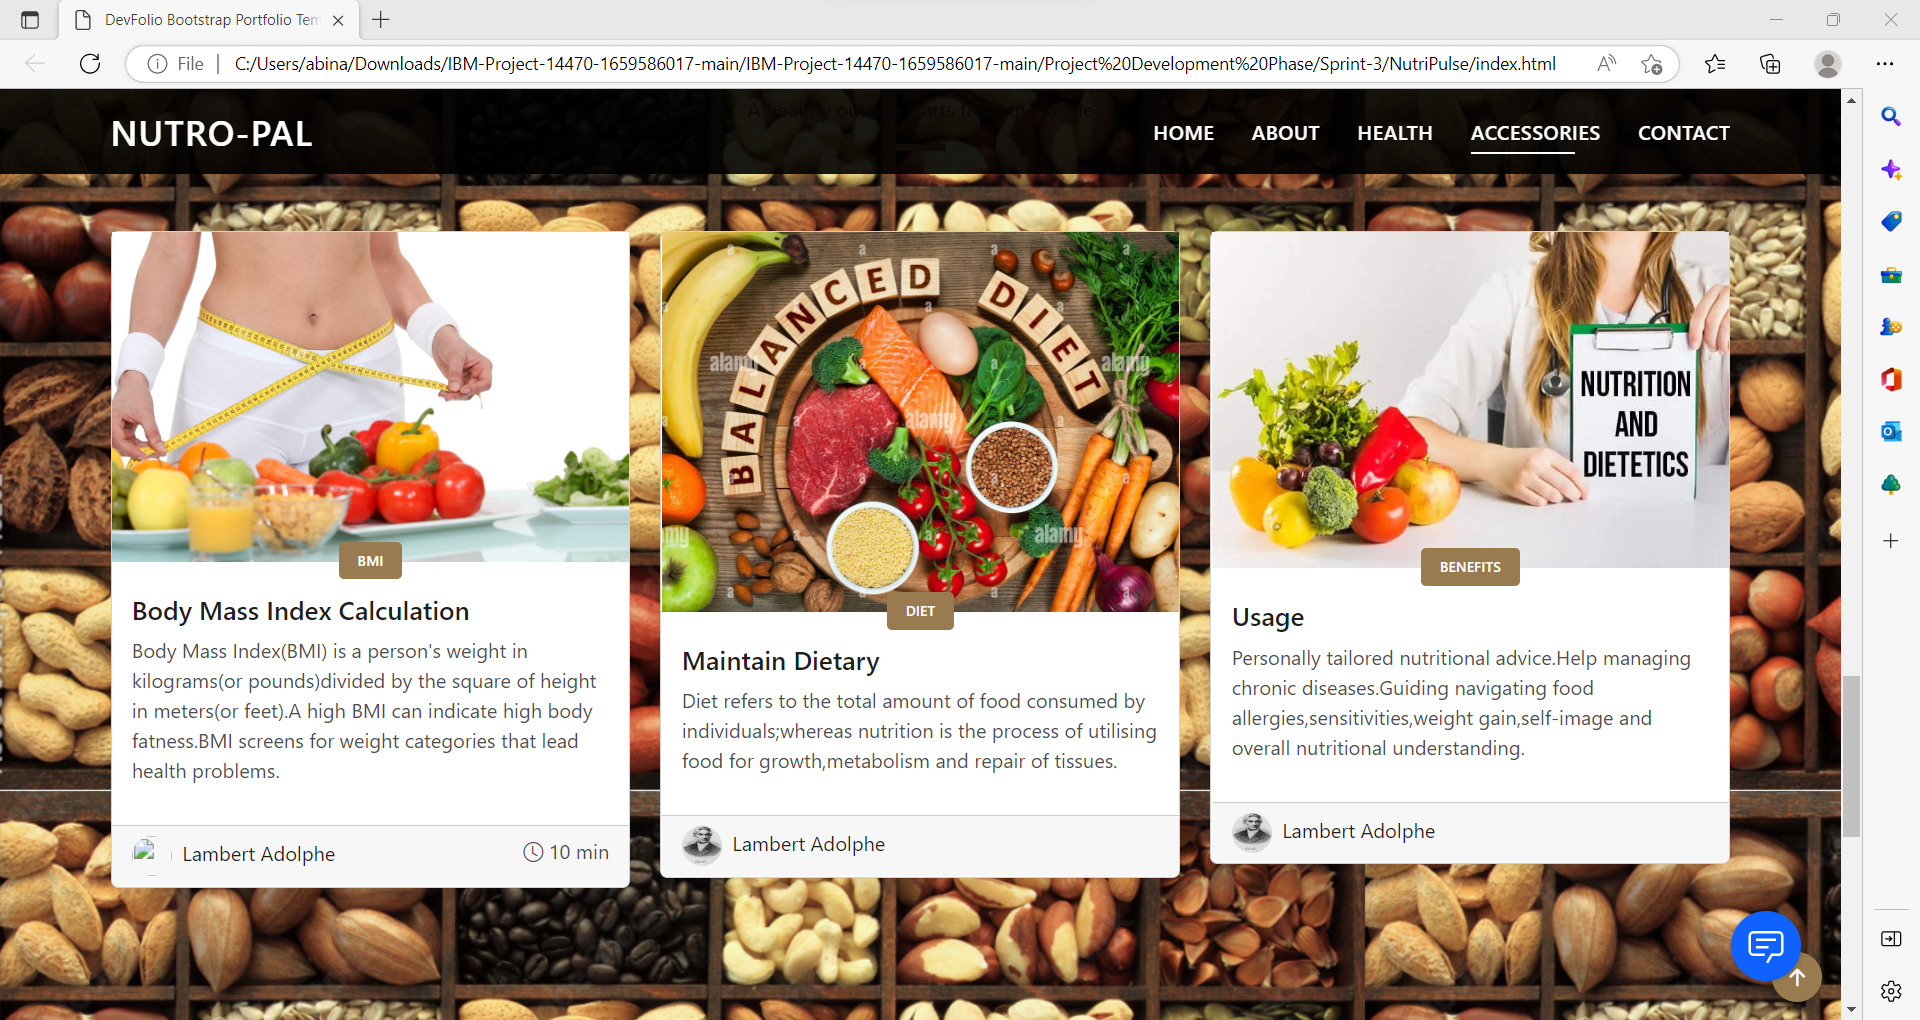 DevFolio Bootstrap Portfolio Tem
File
C:/Users/abina/Downloads/IBM-Project-14470-1659586017-main/IBM-Project-14470-1659586017-main/Project%20Development%20Phase/Sprint-3/NutriPulse/index.html
NUTRO-PAL
HOME
ABOUT
HEALTH
ACCESSORIES
CONTACT
BMI
Body Mass Index Calculation
Body Mass Index(BMI) is a person's weight in
kilograms(or pounds)divided by the square of height
in meters(or feet).A high BMI can indicate high body
fatness.BMI screens for weight categories that lead
health problems.
Lambert Adolphe
10 min
BALANCED DIET
alamy
alamy
alamy
alamy
DIET
Maintain Dietary
Diet refers to the total amount of food consumed by
individuals;whereas nutrition is the process of utilising
food for growth,metabolism and repair of tissues.
Lambert Adolphe
NUTRITION
AND
DIETETICS
BENEFITS
Usage
Personally tailored nutritional advice.Help managing
chronic diseases.Guiding navigating food
allergies,sensitivities,weight gain,self-image and
overall nutritional understanding.
Lambert Adolphe